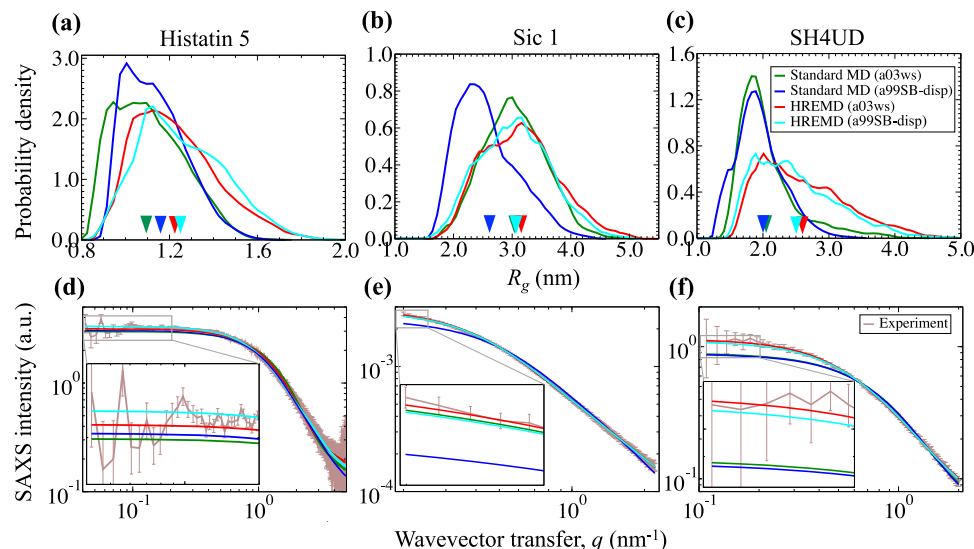 (a)
Histatin 5
(b)
Sic 1
(c)
SH4UD
Probability density
3.0
2.0
1.0
0.0
0.8
1.2
1.6
2.0
1.0
0.8
0.6
0.4
0.2
0.0
1.0
2.0
3.0
4.0
5.0
1.6
1.2
0.8
0.4
0.0
1.0
2.0
3.0
4.0
5.0
Standard MD (a03ws)
Standard MD (a99SB-disp)
HREMD (a03ws)
HREMD (a99SB-disp)
Rg (nm)
(d)
(e)
(f)
SAXS intensity (a.u.)
10^0
10^-1
10^-1
10^0
10^-3
10^-4
10^0
10^0
10^-1
10^-1
10^0
Experiment
Wavevector transfer, q (nm^-1)